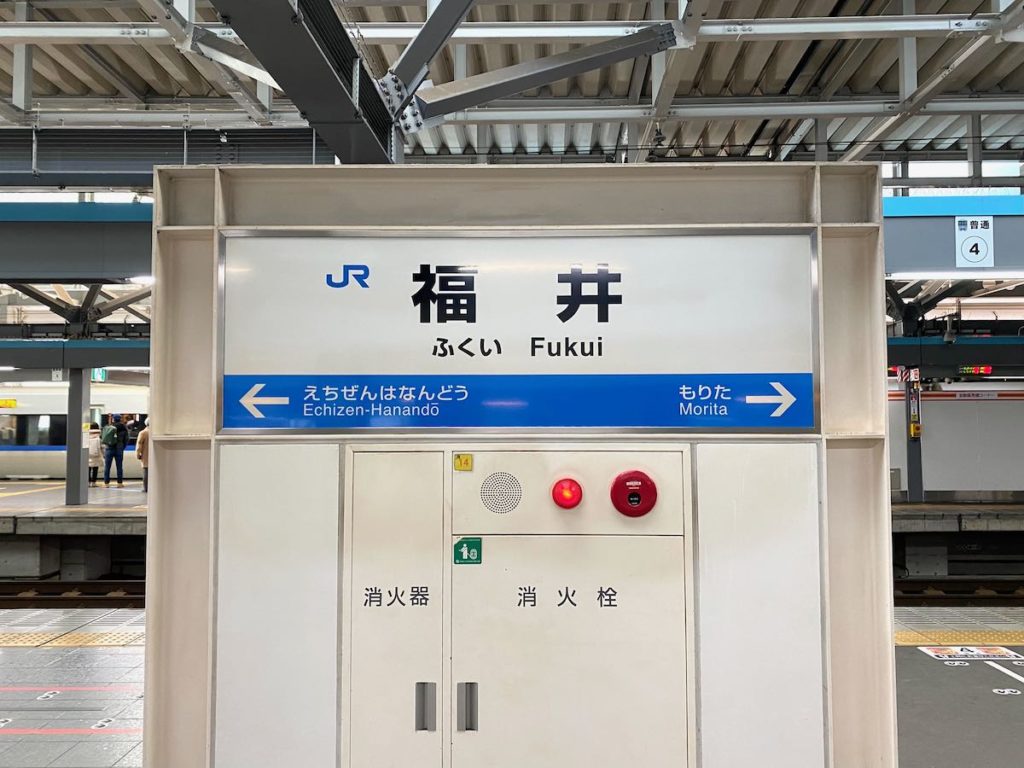 普通
4
JR
福井
ふくい Fukui
えちぜんはなんどう
Echizen-Hanandō
もりた
Morita
14
消火器
消火栓